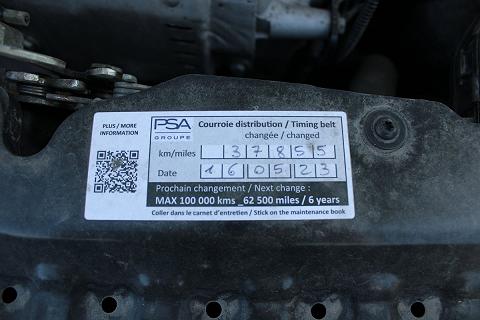 PLUS / MORE
INFORMATION
PSA
GROUPE
Courroie distribution / Timing belt
changée / changed
km/miles 37855
Date 160523
Prochain changement / Next change :
MAX 100 000 kms _62 500 miles / 6 years
Coller dans le carnet d'entretien / Stick on the maintenance book